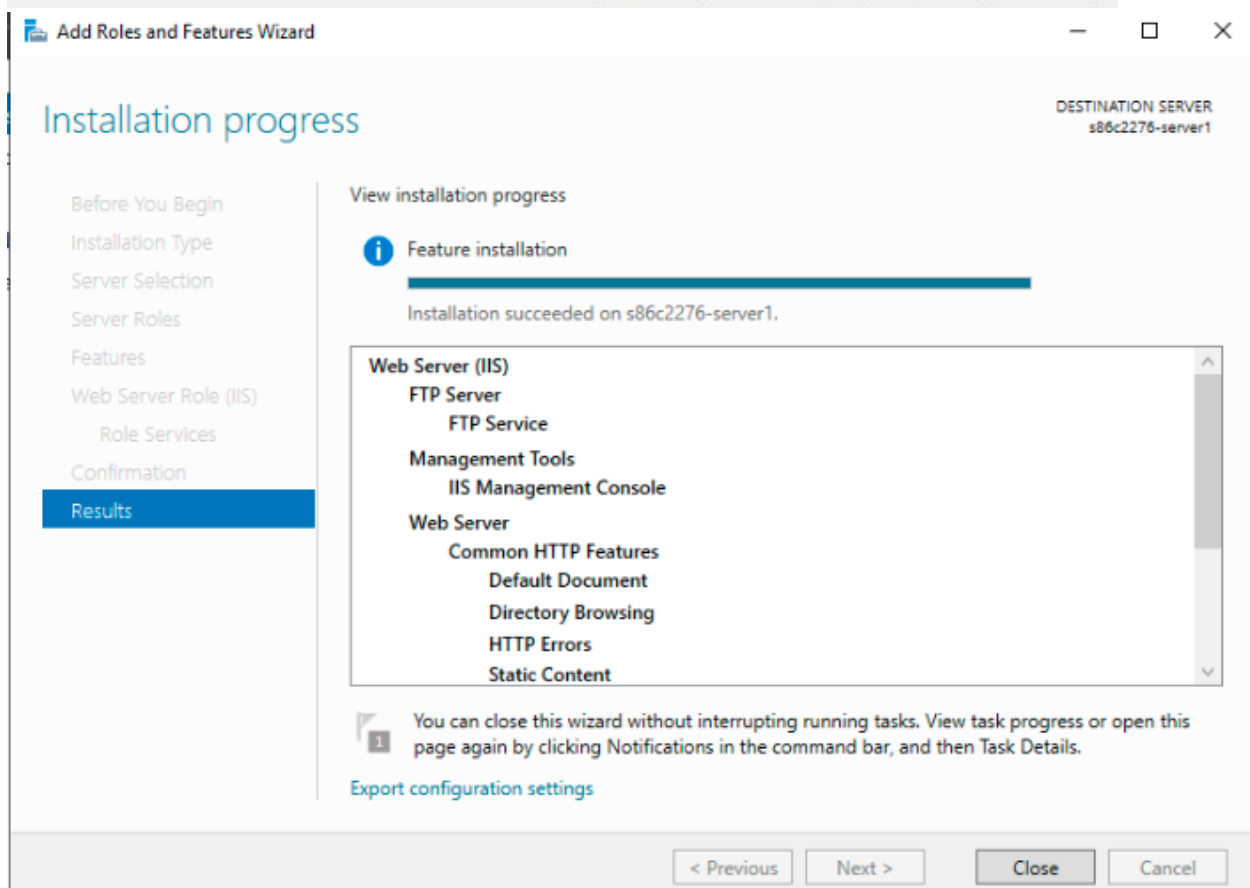 Add Roles and Features Wizard
Installation progress
DESTINATION SERVER
s86c2276-server1
Before You Begin
Installation Type
Server Selection
Server Roles
Features
Web Server Role (IIS)
Role Services
Confirmation
Results
View installation progress
Feature installation
Installation succeeded on s86c2276-server1.
Web Server (IIS)
FTP Server
FTP Service
Management Tools
IIS Management Console
Web Server
Common HTTP Features
Default Document
Directory Browsing
HTTP Errors
Static Content
1
You can close this wizard without interrupting running tasks. View task progress or open this
page again by clicking Notifications in the command bar, and then Task Details.
Export configuration settings
< Previous
Next >
Close
Cancel